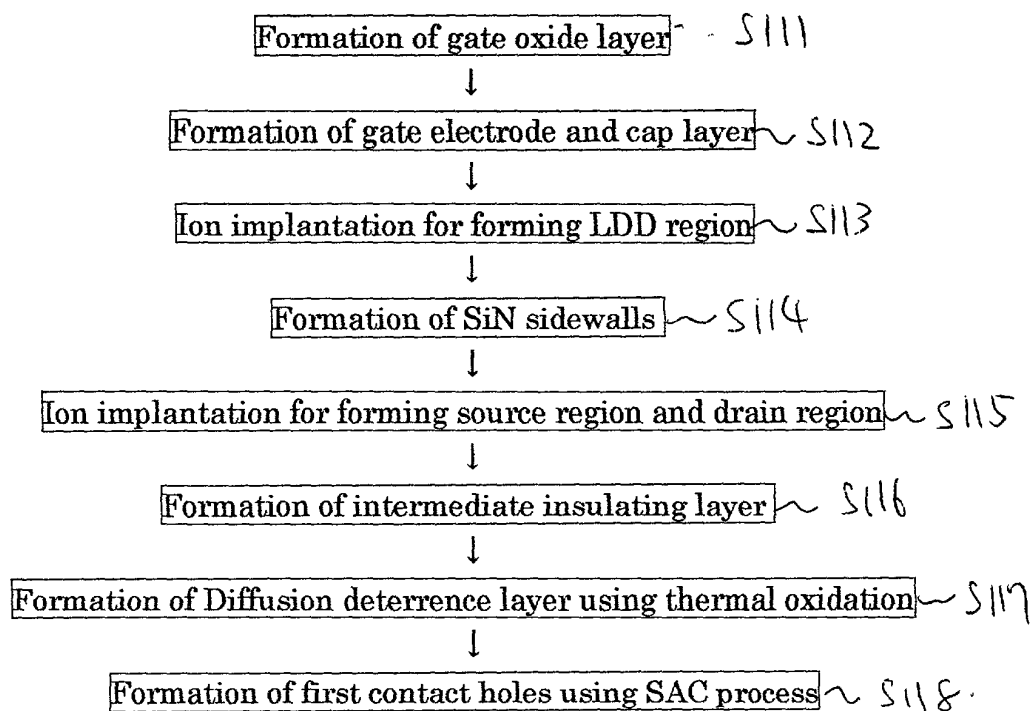 Formation of gate oxide layer S111
↓
Formation of gate electrode and cap layer S112
↓
Ion implantation for forming LDD region S113
↓
Formation of SiN sidewalls S114
↓
Ion implantation for forming source region and drain region S115
↓
Formation of intermediate insulating layer S116
↓
Formation of Diffusion deterrence layer using thermal oxidation S117
↓
Formation of first contact holes using SAC process S118.